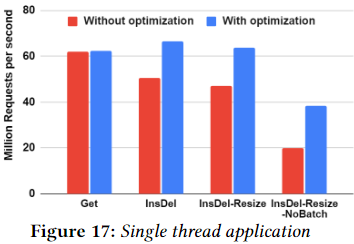 80
Without optimization
With optimization
60
40
20
0
Million Requests per second
Get
InsDel
InsDel-Resize
InsDel-Resize
-NoBatch
Figure 17: Single thread application